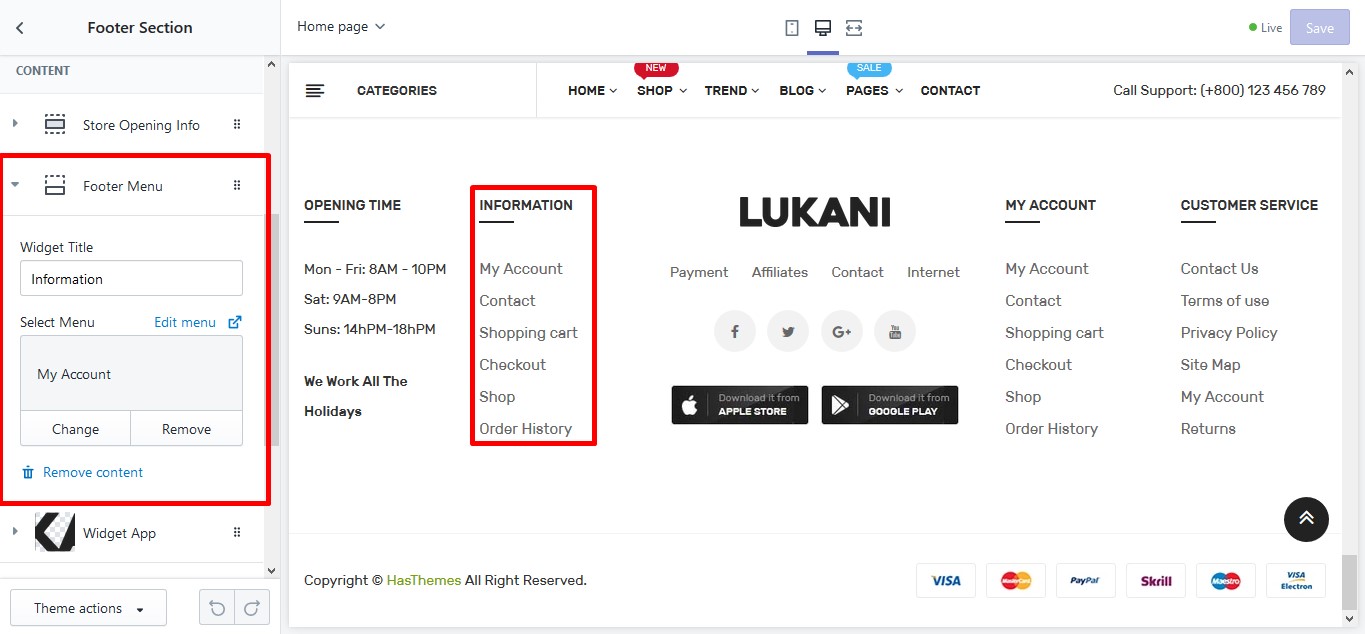 Footer Section
CONTENT
Store Opening Info
Footer Menu
Widget Title
Information
Select Menu
Edit menu
My Account
Change
Remove
Remove content
Widget App
Theme actions
Home page
Live
Save
CATEGORIES
NEW
SALE
HOME SHOP TREND BLOG PAGES CONTACT
Call Support: (+800) 123 456 789
OPENING TIME
Mon - Fri: 8AM - 10PM
Sat: 9AM-8PM
Suns: 14hPM-18hPM
We Work All The
Holidays
INFORMATION
My Account
Contact
Shopping cart
Checkout
Shop
Order History
LUKANI
Payment Affiliates Contact Internet
f
G+
You
Tube
Download it from
APPLE STORE
Download it from
GOOGLE PLAY
MY ACCOUNT
My Account
Contact
Shopping cart
Checkout
Shop
Order History
CUSTOMER SERVICE
Contact Us
Terms of use
Privacy Policy
Site Map
My Account
Returns
Copyright © HasThemes All Right Reserved.
VISA
MasterCard
PayPal
Skrill
Maestro
VISA
Electron